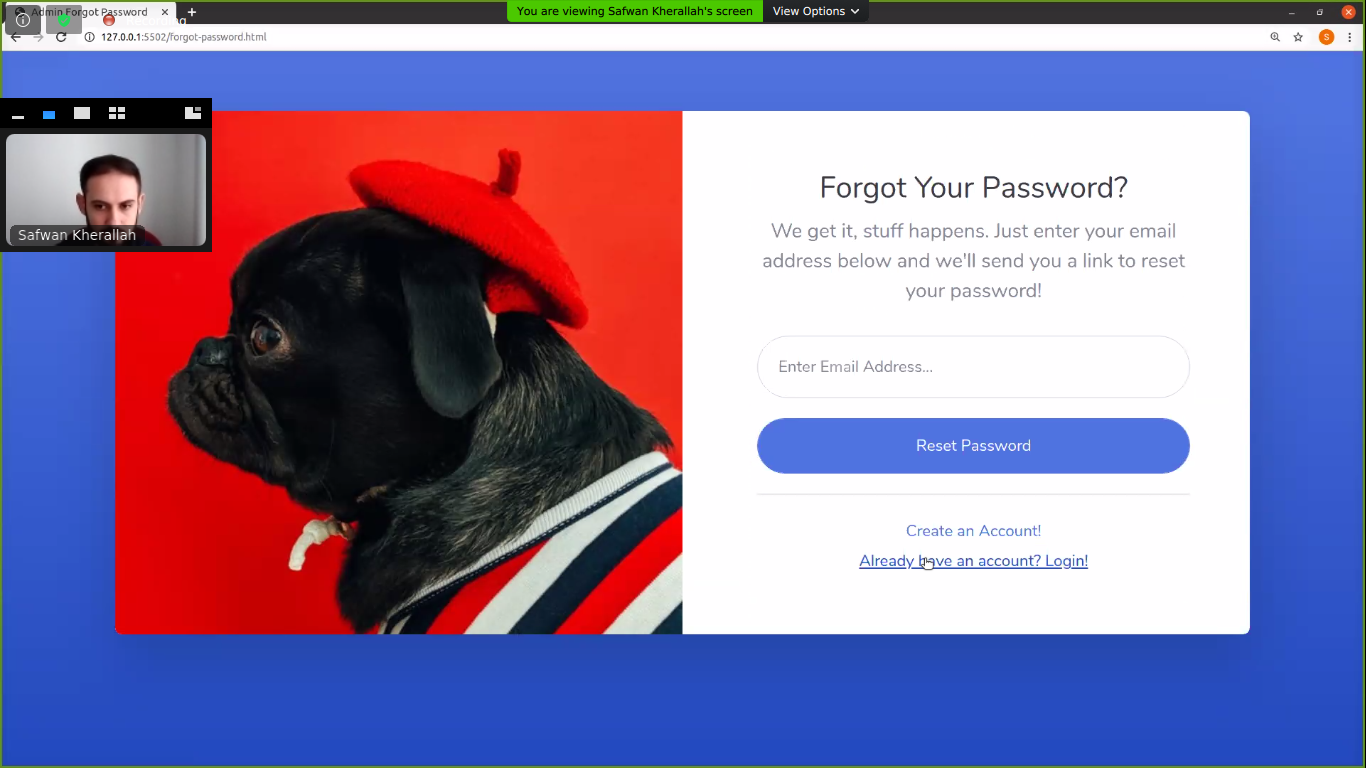 Admin Forgot Password
You are viewing Safwan Kherallah's screen
View Options
127.0.0.1:5502/forgot-password.html
S
Safwan Kherallah
Forgot Your Password?
We get it, stuff happens. Just enter your email
address below and we'll send you a link to reset
your password!
Enter Email Address...
Reset Password
Create an Account!
Already have an account? Login!